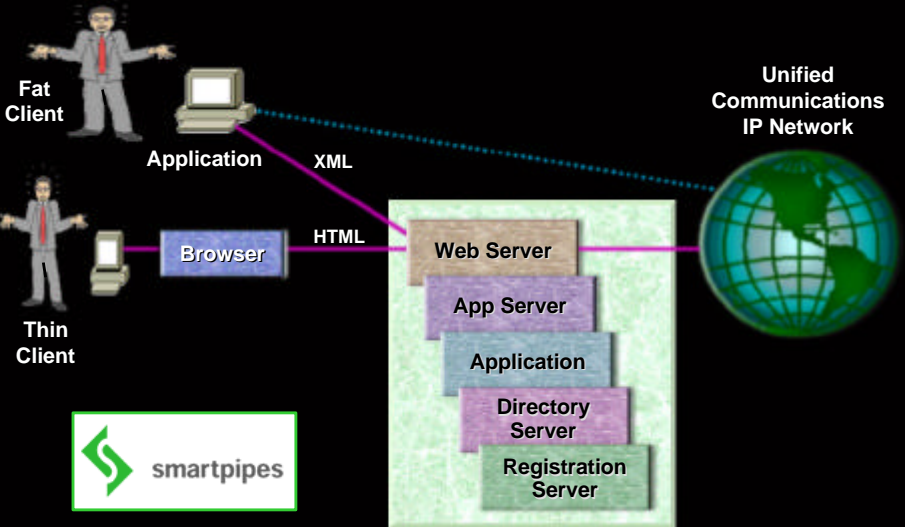 Fat
Client
Application
XML
Unified
Communications
IP Network
Thin
Client
Browser
HTML
Web Server
App Server
Application
Directory
Server
Registration
Server
smartpipes